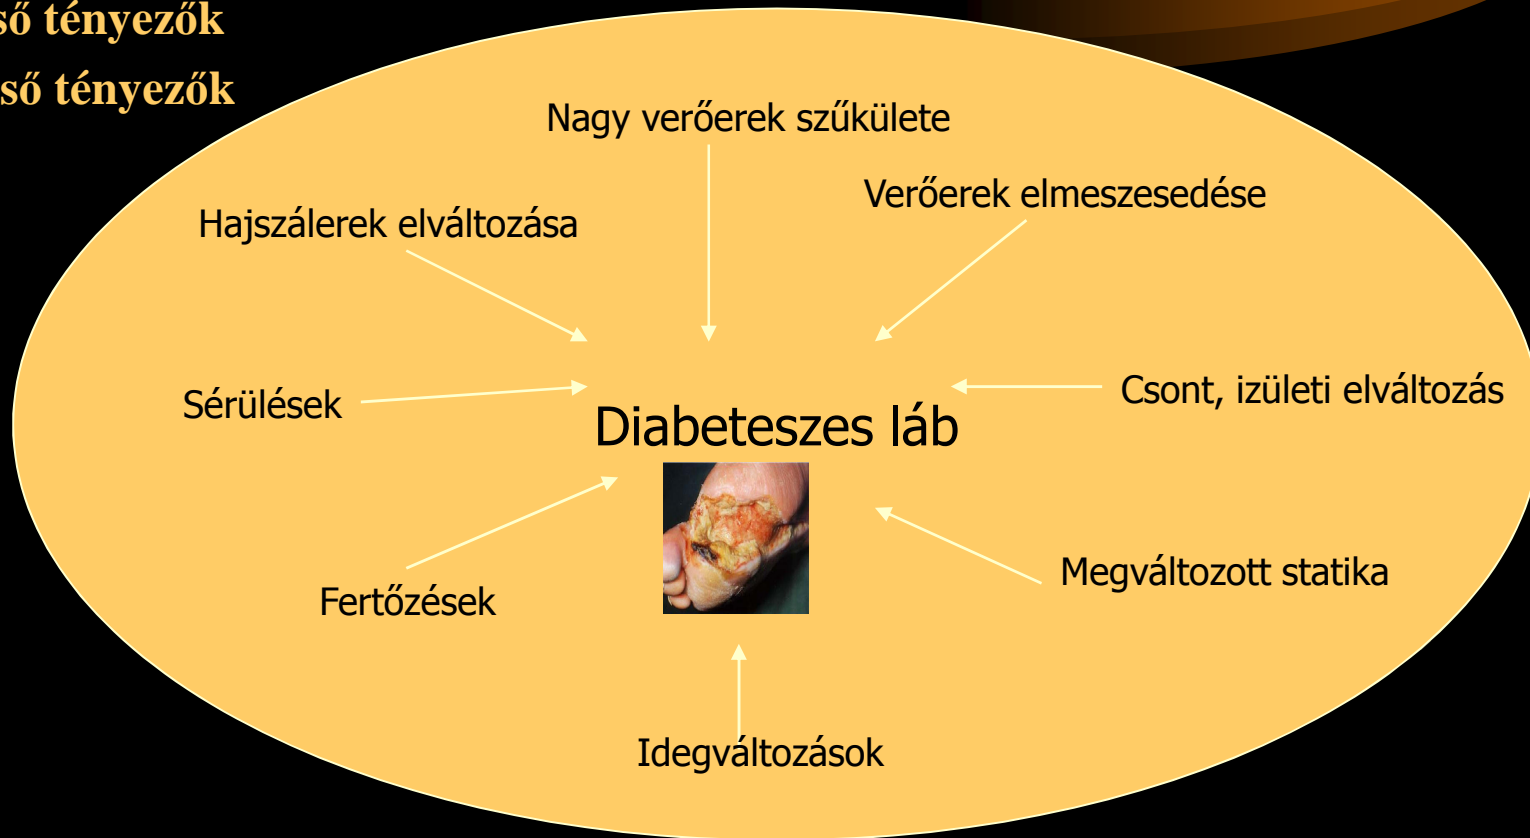 ső tényezők
ső tényezők
Nagy verőerek szűkülete
Verőerek elmeszesedése
Hajszálerek elváltozása
Csont, izületi elváltozás
Sérülések
Diabeteszes láb
Megváltozott statika
Fertőzések
Idegváltozások